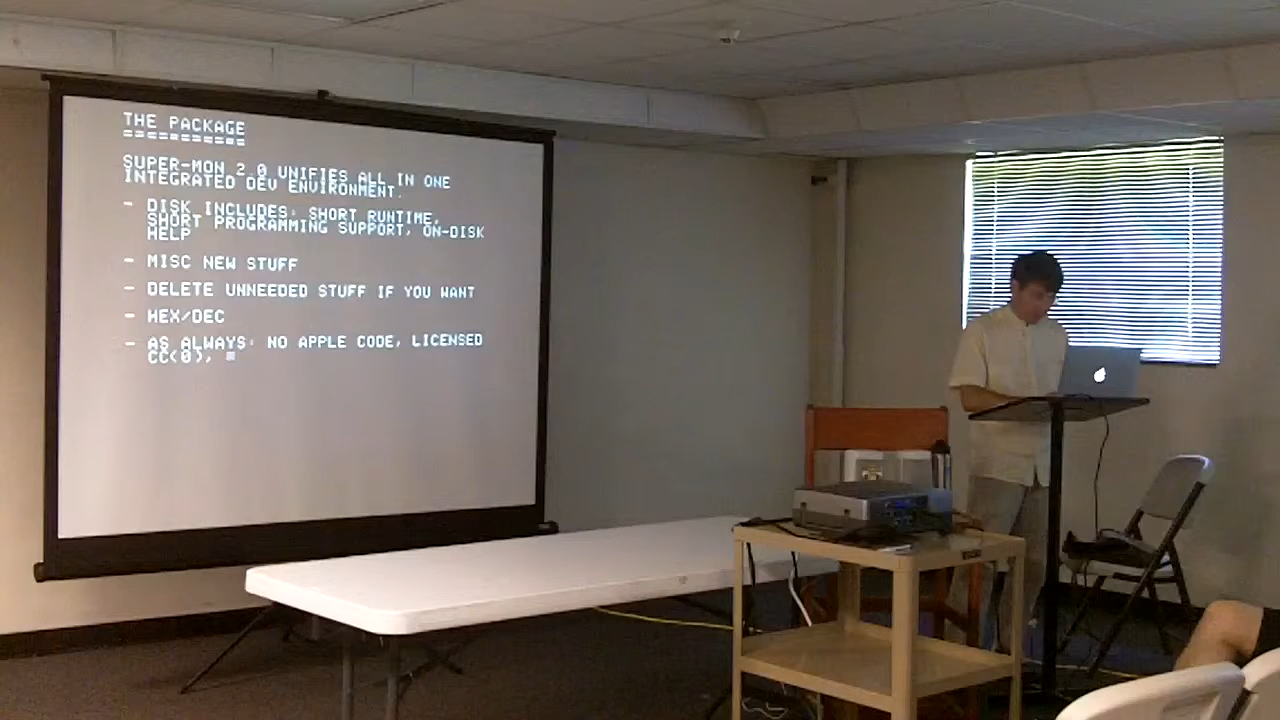 THE PACKAGE
===========
SUPER-MON 2.0 UNIFIES ALL IN ONE
INTEGRATED DEV ENVIRONMENT.
- DISK INCLUDES: SHORT RUNTIME,
SHORT PROGRAMMING SUPPORT, ON-DISK
HELP
- MISC NEW STUFF
- DELETE UNNEEDED STUFF IF YOU WANT
- HEX/DEC
- AS ALWAYS: NO APPLE CODE, LICENSED
CC(0),